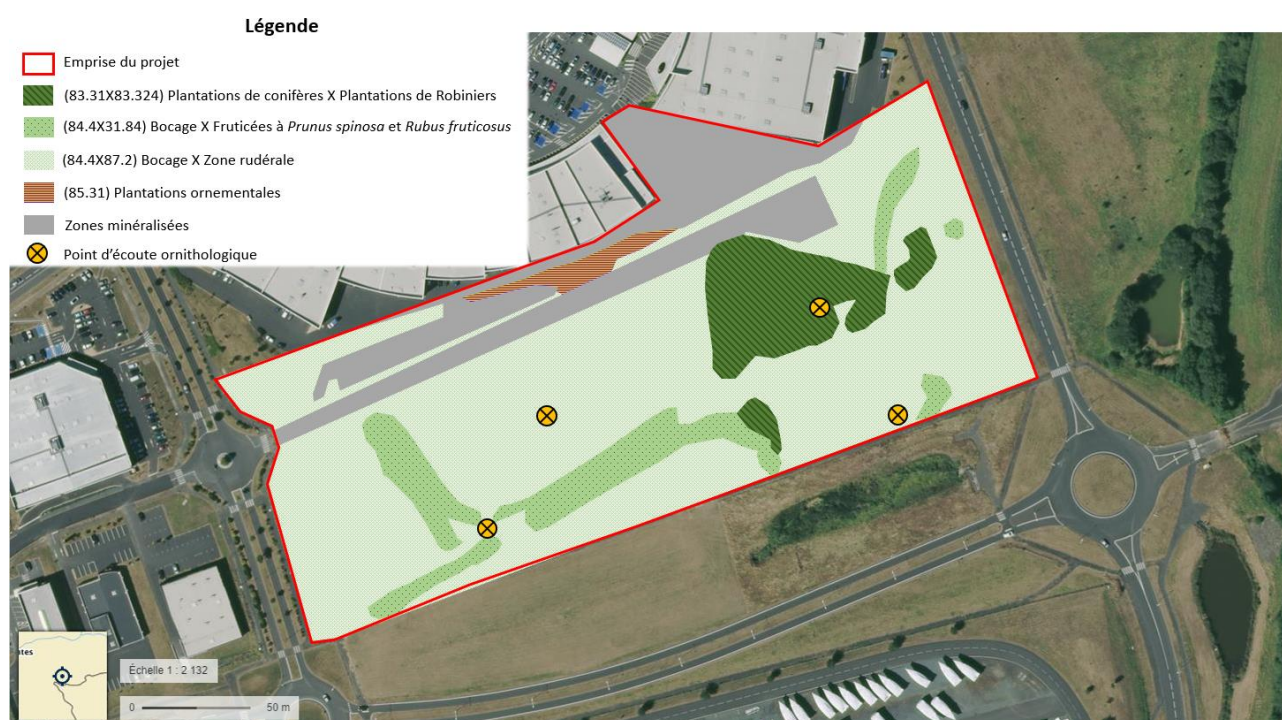 Légende
Emprise du projet
(83.31X83.324) Plantations de conifères X Plantations de Robiniers
(84.4X31.84) Bocage X Fruticées à Prunus spinosa et Rubus fruticosus
(84.4X87.2) Bocage X Zone rudérale
(85.31) Plantations ornementales
Zones minéralisées
Point d’écoute ornithologique
tes
Échelle 1 : 2 132
0 50 m